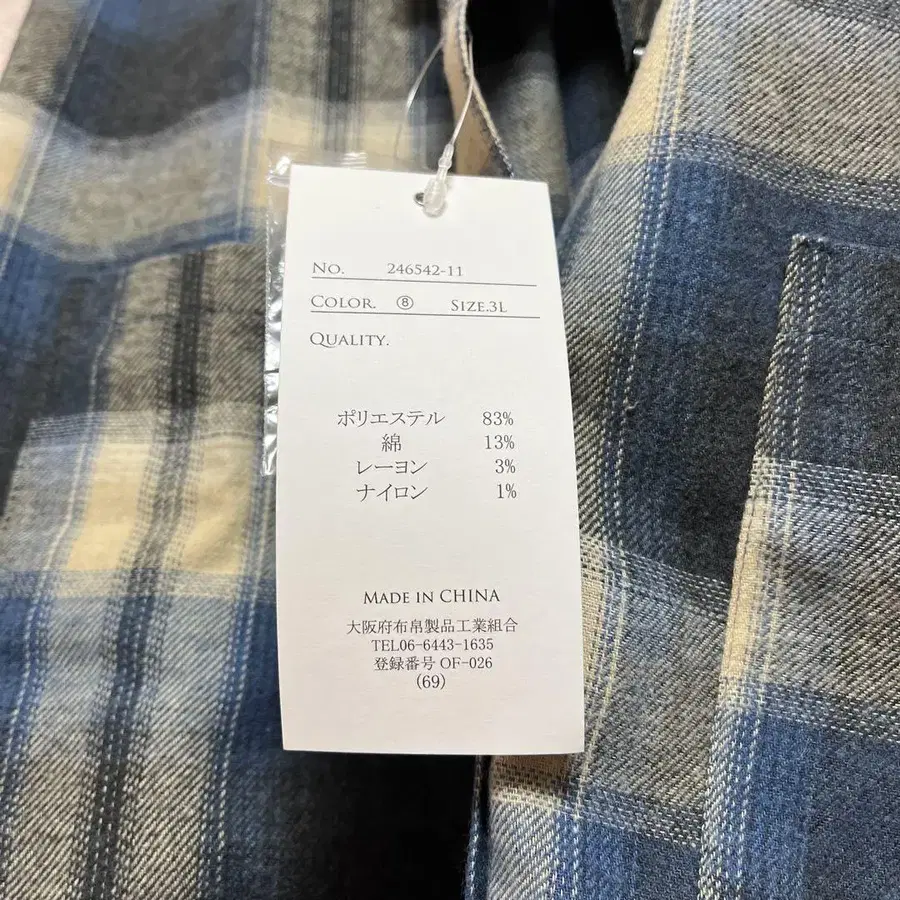 No. 246542-11
Color. ⑧ Size.3L
Quality.
ポリエステル 83%
綿 13%
レーヨン 3%
ナイロン 1%
Made in CHINA
大阪府布帛製品工業組合
TEL06-6443-1635
登録番号 OF-026
(69)